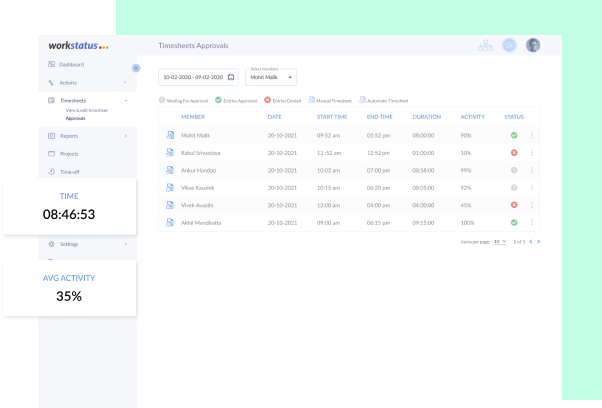 workstatus
Timesheets Approvals
Dashboard
Activity
Timesheets
View & edit timesheet
Approvals
Reports
Projects
Time-off
TIME
08:46:53
Settings
AVG ACTIVITY
35%
10-02-2020 - 09-02-2020
Select members
Mohit Malik
Waiting For Approval Entries Approved Entries Denied Manual Timesheet Automatic Timesheet
MEMBER DATE START TIME END TIME DURATION ACTIVITY STATUS
Mohit Malik 20-10-2021 09:52 am 05:52 pm 08:00:00 90%
Rahul Srivastava 20-10-2021 11:52 am 12:52 pm 01:00:00 10%
Ankur Handoo 20-10-2021 10:02 am 07:00 pm 08:58:00 99%
Vikas Kaushik 20-10-2021 10:15 am 06:20 pm 08:05:00 92%
Vivek Avasthi 20-10-2021 12:00 am 04:00 pm 04:00:00 45%
Akhil Mendiratta 20-10-2021 09:00 am 06:15 pm 09:15:00 100%
Items per page: 10 1 of 3